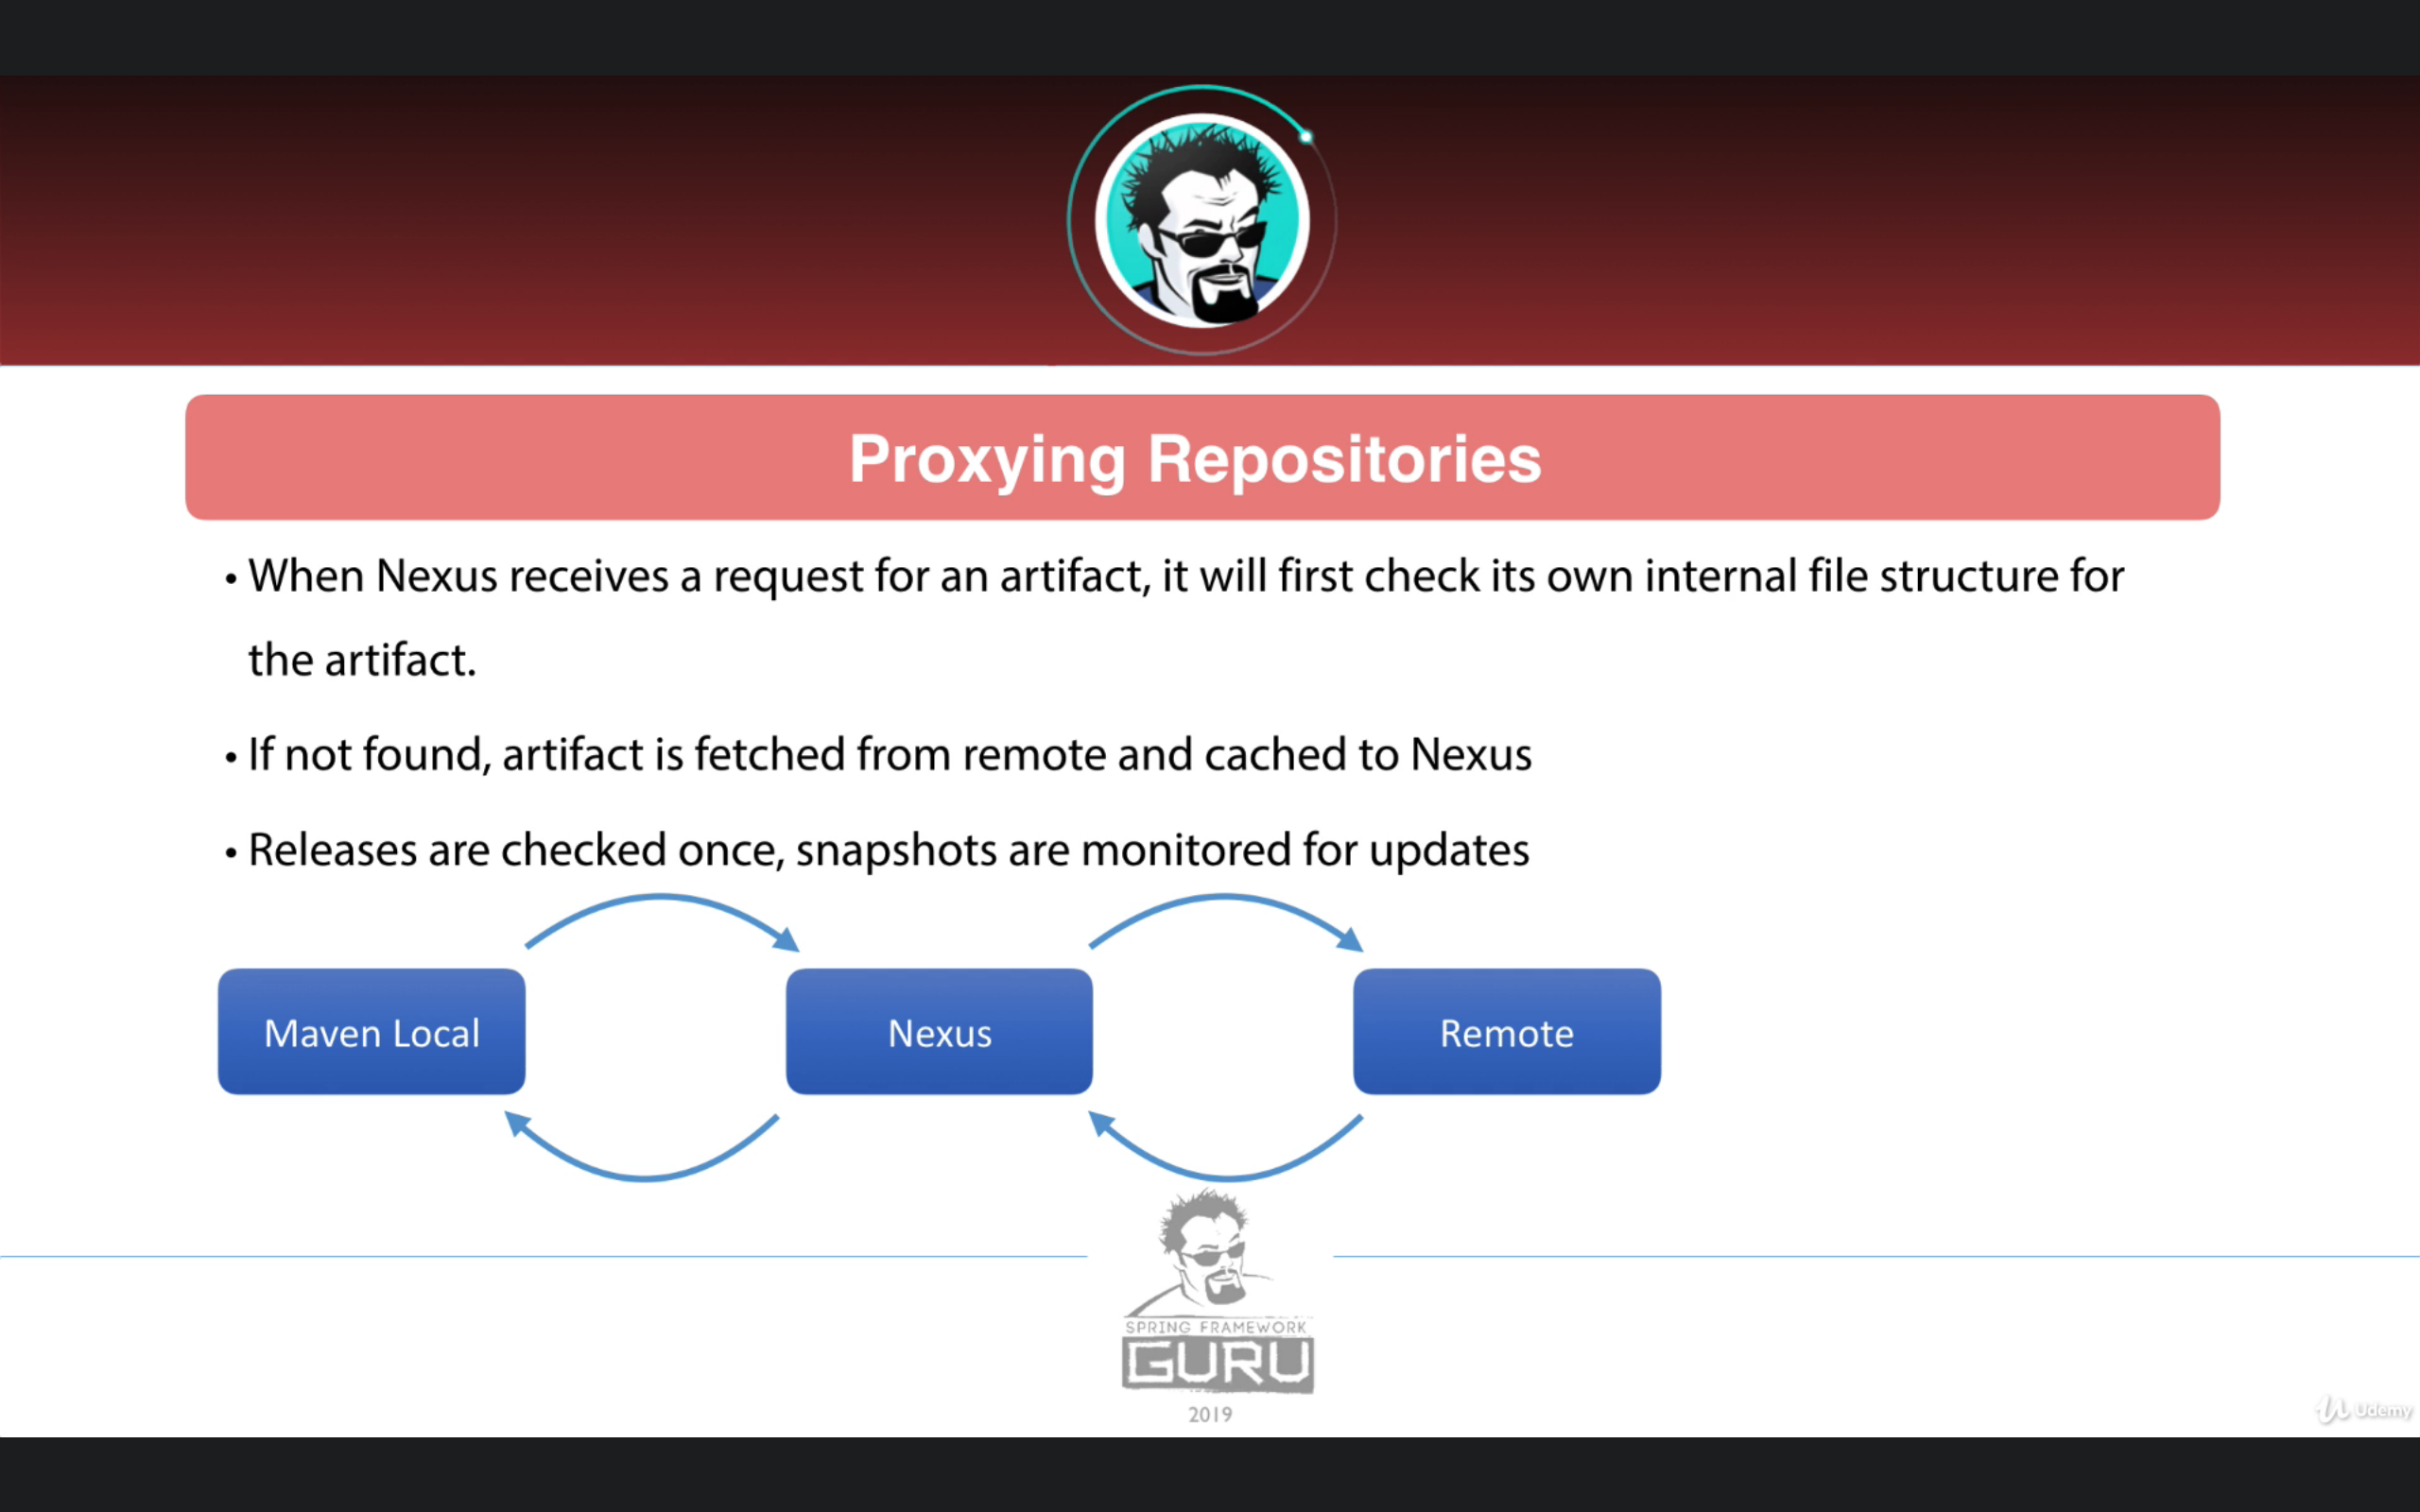 Proxying Repositories
• When Nexus receives a request for an artifact, it will first check its own internal file structure for
the artifact.
• If not found, artifact is fetched from remote and cached to Nexus
• Releases are checked once, snapshots are monitored for updates
Maven Local
Nexus
Remote
SPRING FRAMEWORK
GURU
2019
Udemy